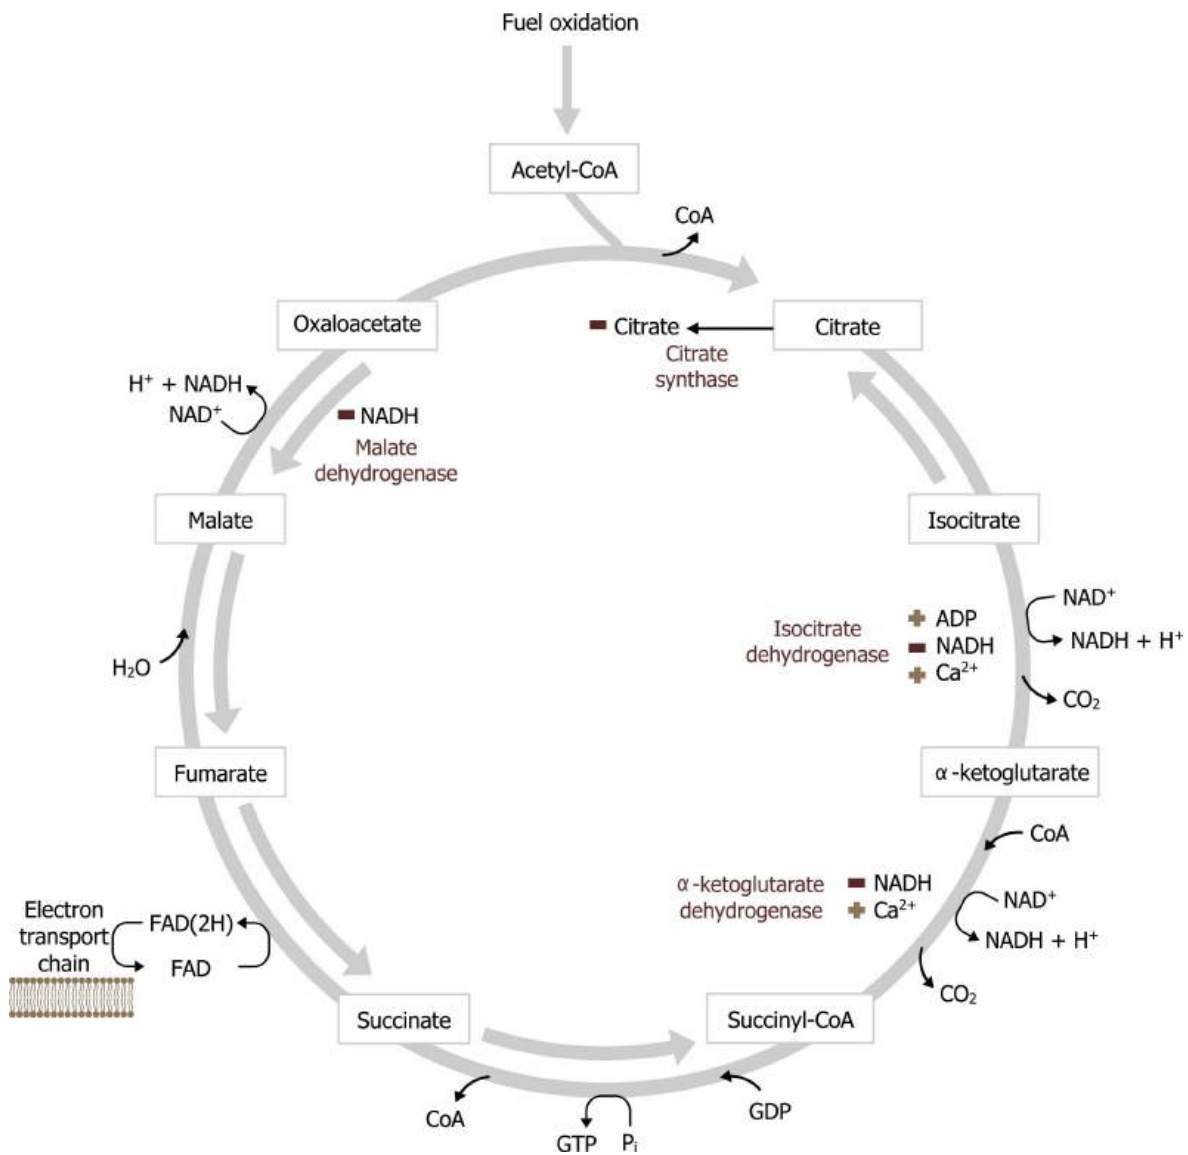 Fuel oxidation
Acetyl-CoA
CoA
Oxaloacetate
Citrate
Citrate
Citrate
synthase
H⁺ + NADH
NAD⁺
NADH
Malate
dehydrogenase
Malate
Isocitrate
H₂O
Isocitrate
dehydrogenase
ADP
NADH
Ca²⁺
NAD⁺
NADH + H⁺
CO₂
Fumarate
α-ketoglutarate
CoA
α-ketoglutarate
dehydrogenase
NADH
Ca²⁺
NAD⁺
NADH + H⁺
CO₂
Electron
transport
chain
FAD(2H)
FAD
Succinate
Succinyl-CoA
CoA
GTP
Pᵢ
GDP